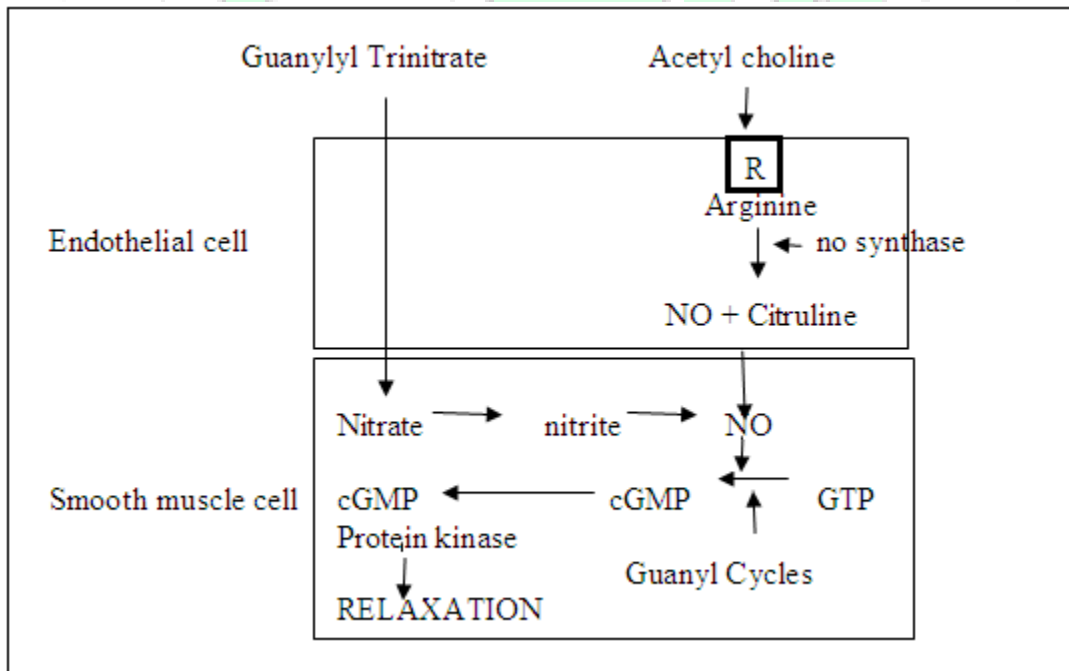 Guanylyl Trinitrate Acetyl choline
R
Arginine
Endothelial cell no synthase
NO + Citruline
Nitrate nitrite NO
Smooth muscle cell cGMP cGMP GTP
Protein kinase
Guanyl Cycles
RELAXATION